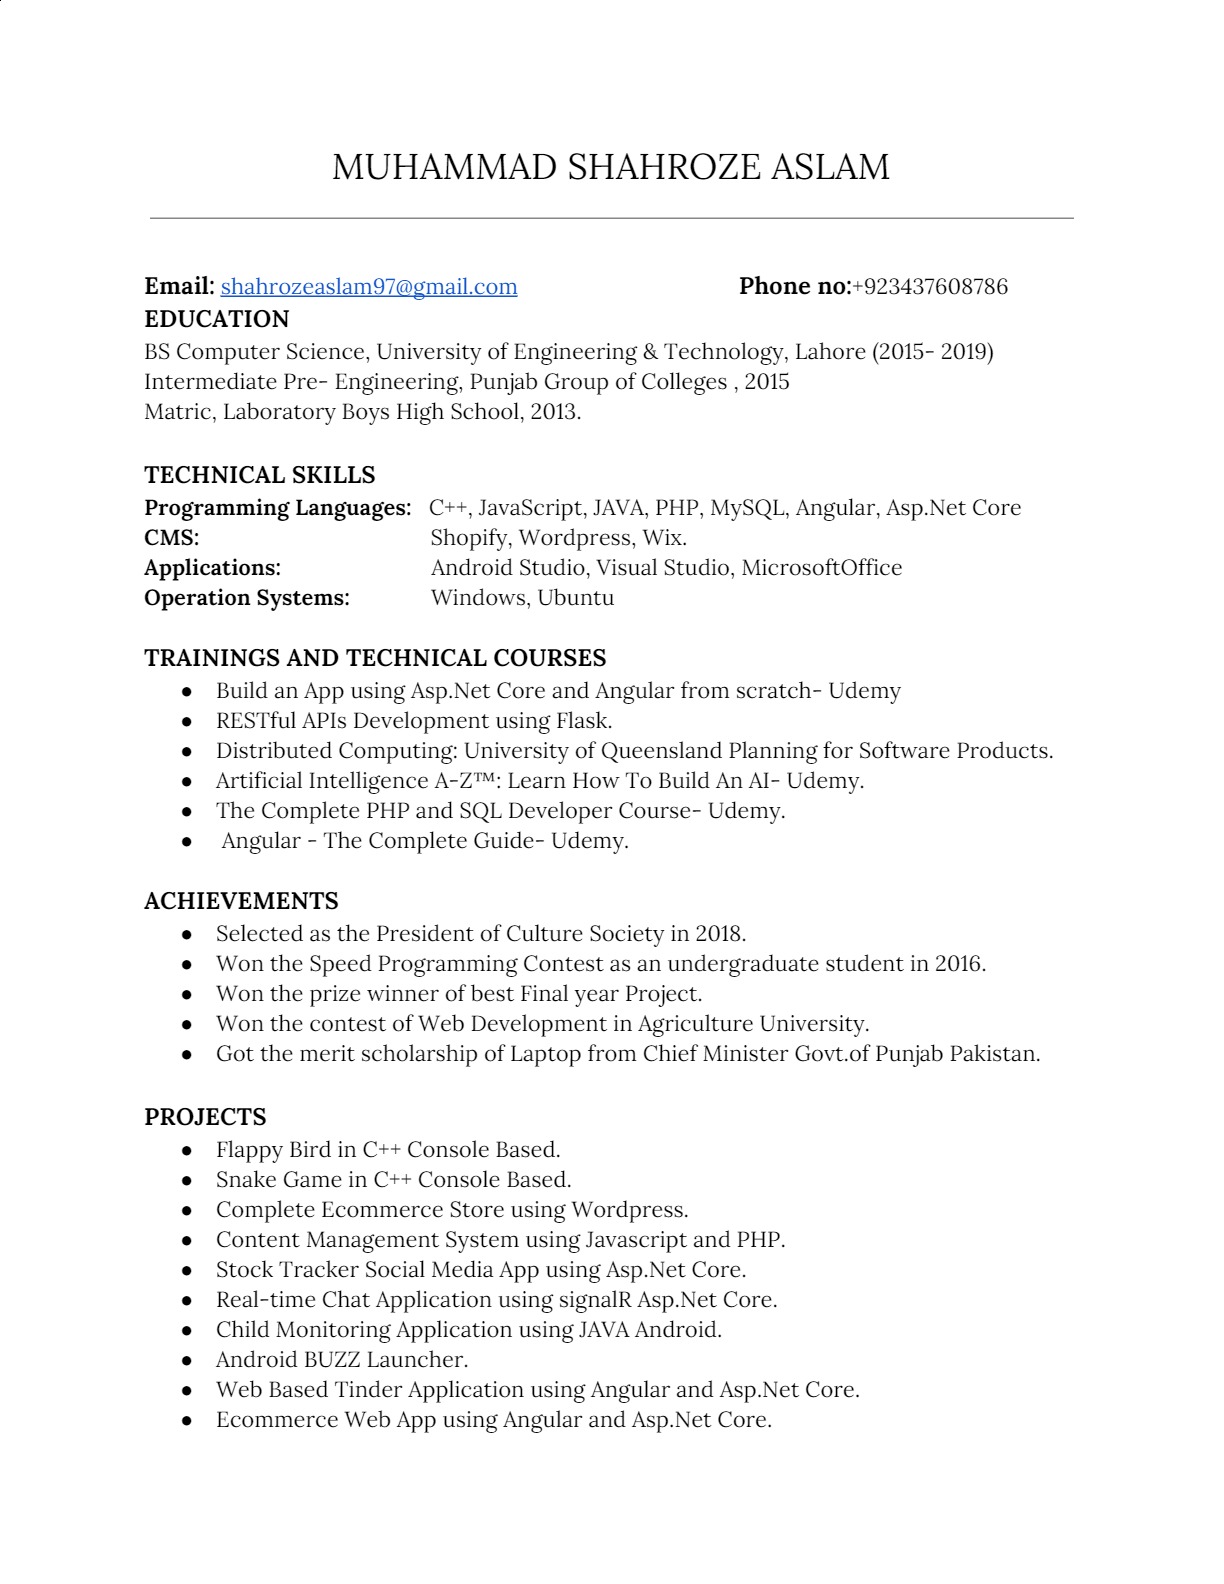 MUHAMMAD SHAHROZE ASLAM
Email: shahrozeaslam97@gmail.com Phone no:+923437608786
EDUCATION
BS Computer Science, University of Engineering & Technology, Lahore (2015- 2019)
Intermediate Pre- Engineering, Punjab Group of Colleges , 2015
Matric, Laboratory Boys High School, 2013.
TECHNICAL SKILLS
Programming Languages: C++, JavaScript, JAVA, PHP, MySQL, Angular, Asp.Net Core
CMS: Shopify, Wordpress, Wix.
Applications: Android Studio, Visual Studio, MicrosoftOffice
Operation Systems: Windows, Ubuntu
TRAININGS AND TECHNICAL COURSES
● Build an App using Asp.Net Core and Angular from scratch- Udemy
● RESTful APIs Development using Flask.
● Distributed Computing: University of Queensland Planning for Software Products.
● Artificial Intelligence A-Z™: Learn How To Build An AI- Udemy.
● The Complete PHP and SQL Developer Course- Udemy.
● Angular - The Complete Guide- Udemy.
ACHIEVEMENTS
● Selected as the President of Culture Society in 2018.
● Won the Speed Programming Contest as an undergraduate student in 2016.
● Won the prize winner of best Final year Project.
● Won the contest of Web Development in Agriculture University.
● Got the merit scholarship of Laptop from Chief Minister Govt.of Punjab Pakistan.
PROJECTS
● Flappy Bird in C++ Console Based.
● Snake Game in C++ Console Based.
● Complete Ecommerce Store using Wordpress.
● Content Management System using Javascript and PHP.
● Stock Tracker Social Media App using Asp.Net Core.
● Real-time Chat Application using signalR Asp.Net Core.
● Child Monitoring Application using JAVA Android.
● Android BUZZ Launcher.
● Web Based Tinder Application using Angular and Asp.Net Core.
● Ecommerce Web App using Angular and Asp.Net Core.